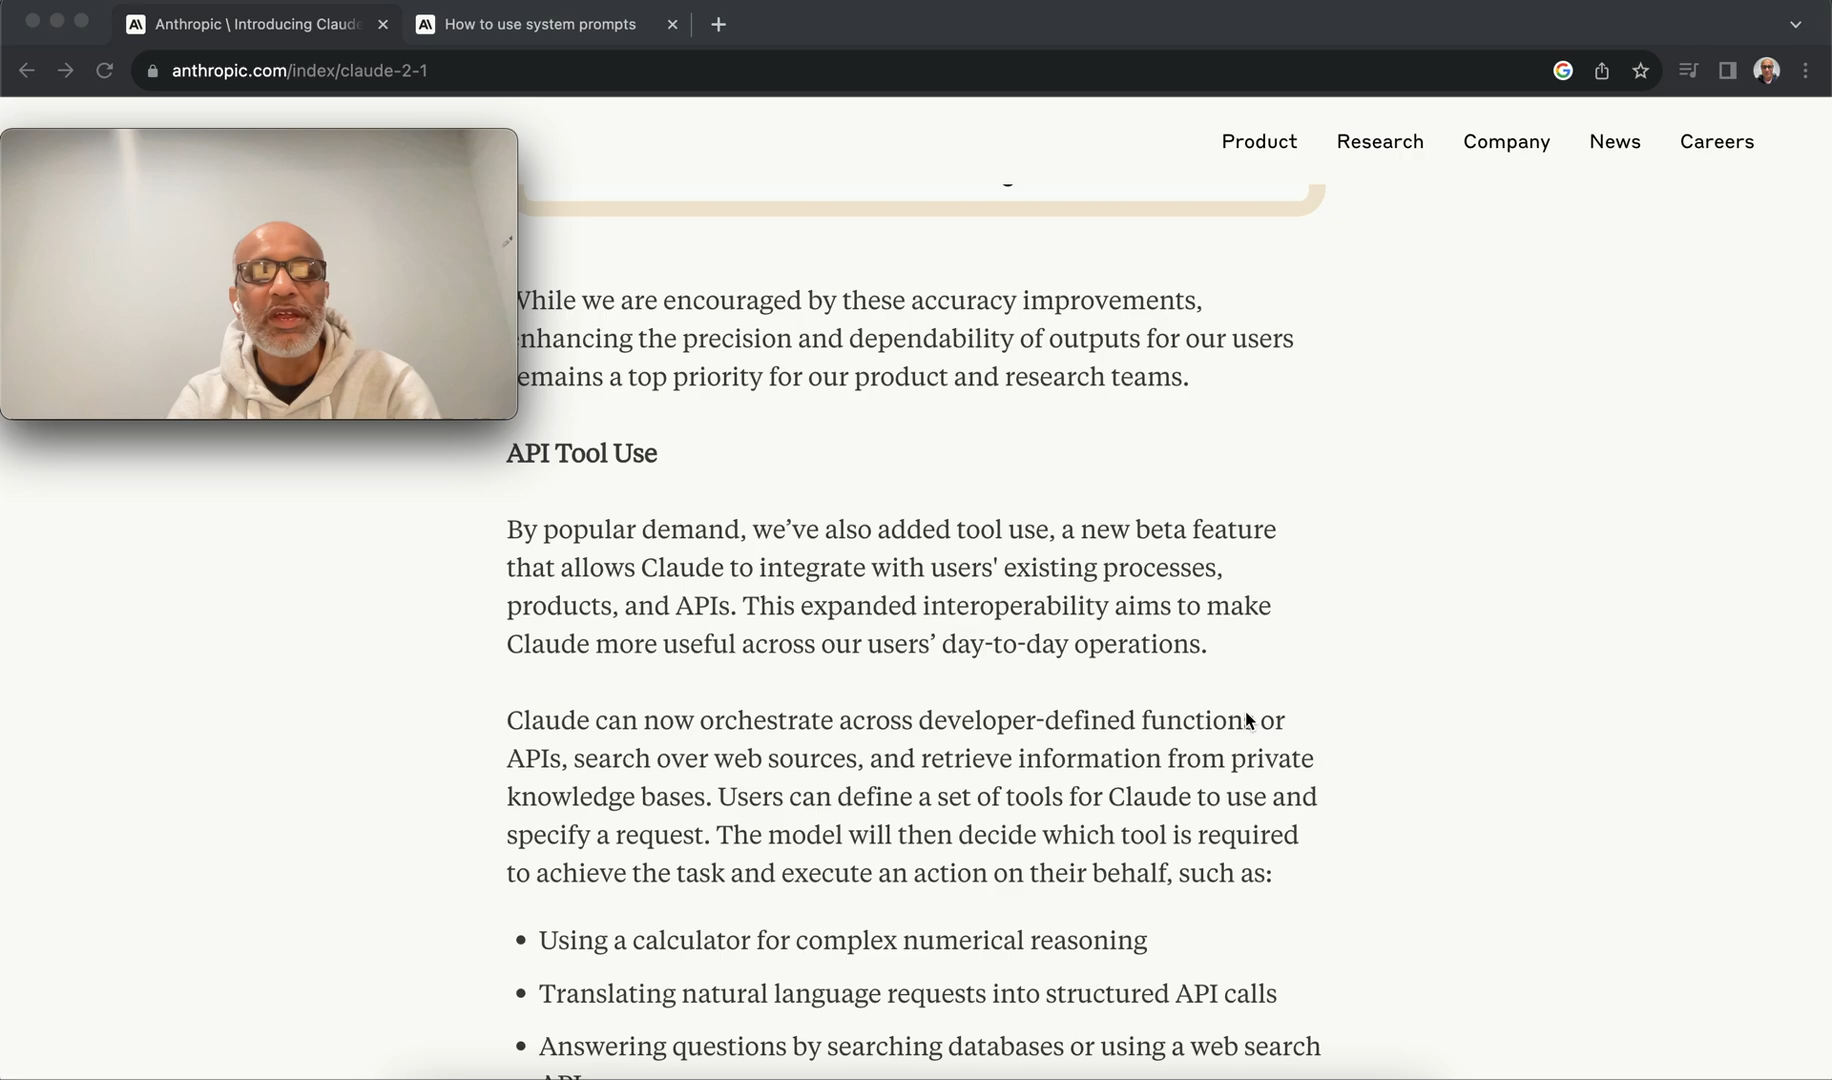 Anthropic \ Introducing Claude
How to use system prompts
anthropic.com/index/claude-2-1
Product Research Company News Careers
While we are encouraged by these accuracy improvements,
enhancing the precision and dependability of outputs for our users
remains a top priority for our product and research teams.
API Tool Use
By popular demand, we’ve also added tool use, a new beta feature
that allows Claude to integrate with users' existing processes,
products, and APIs. This expanded interoperability aims to make
Claude more useful across our users’ day-to-day operations.
Claude can now orchestrate across developer-defined functions or
APIs, search over web sources, and retrieve information from private
knowledge bases. Users can define a set of tools for Claude to use and
specify a request. The model will then decide which tool is required
to achieve the task and execute an action on their behalf, such as:
• Using a calculator for complex numerical reasoning
• Translating natural language requests into structured API calls
• Answering questions by searching databases or using a web search
API